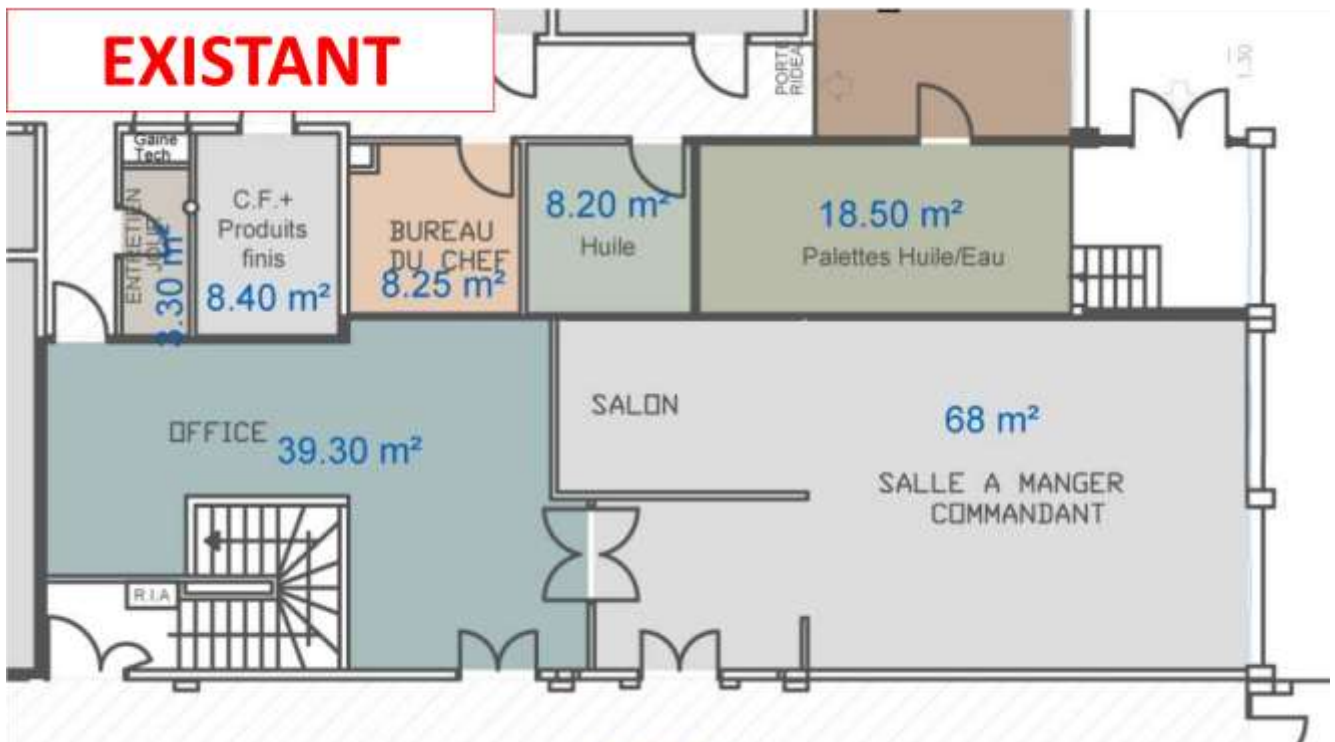 EXISTANT
PORTE
RIDEAU
1.50
Gaine
Tech
ENTRETIEN
JOUR
3.30 m²
C.F.+
Produits
finis
8.40 m²
BUREAU
DU CHEF
8.25 m²
8.20 m²
Huile
18.50 m²
Palettes Huile/Eau
OFFICE
39.30 m²
SALON
68 m²
SALLE A MANGER
COMMANDANT
R.I.A